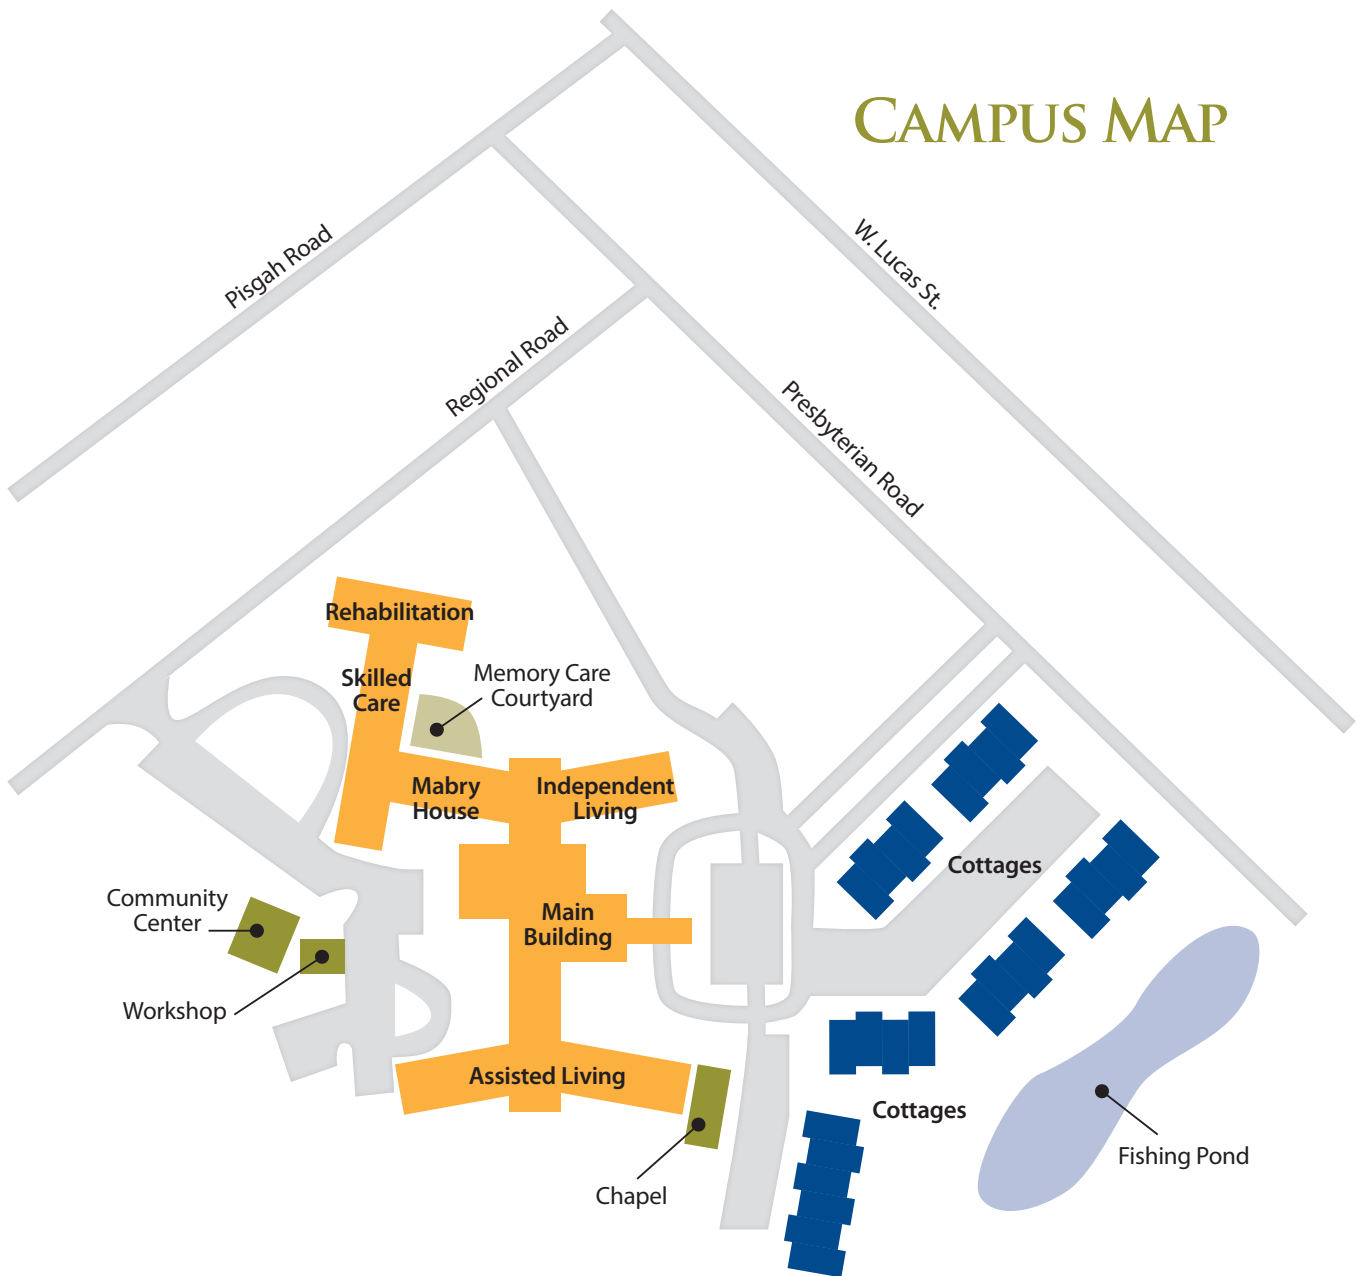 CAMPUS MAP
Pisgah Road
W. Lucas St.
Regional Road
Presbyterian Road
Rehabilitation
Skilled
Care
Memory Care
Courtyard
Mabry
House
Independent
Living
Cottages
Community
Center
Main
Building
Workshop
Assisted Living
Cottages
Fishing Pond
Chapel